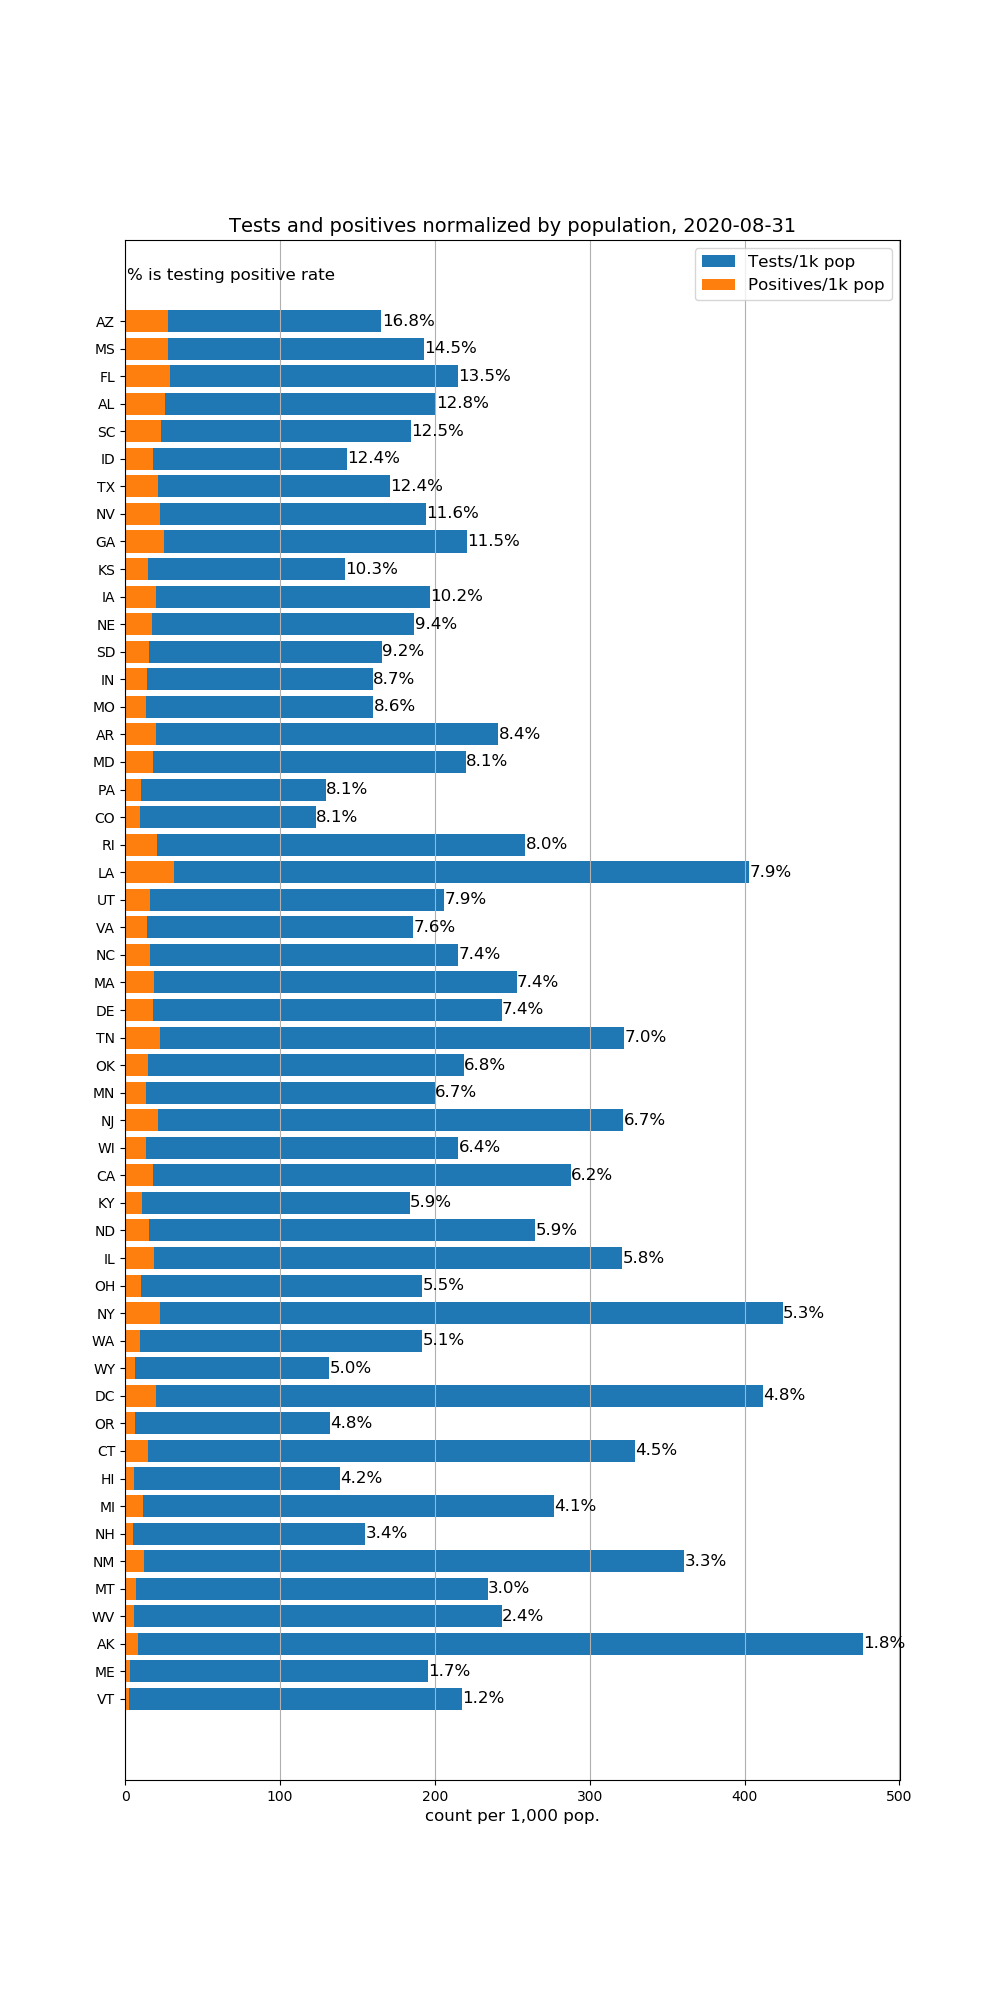 Tests and positives normalized by population, 2020-08-31
% is testing positive rate
Tests/1k pop
Positives/1k pop
AZ 16.8%
MS 14.5%
FL 13.5%
AL 12.8%
SC 12.5%
ID 12.4%
TX 12.4%
NV 11.6%
GA 11.5%
KS 10.3%
IA 10.2%
NE 9.4%
SD 9.2%
IN 8.7%
MO 8.6%
AR 8.4%
MD 8.1%
PA 8.1%
CO 8.1%
RI 8.0%
LA 7.9%
UT 7.9%
VA 7.6%
NC 7.4%
MA 7.4%
DE 7.4%
TN 7.0%
OK 6.8%
MN 6.7%
NJ 6.7%
WI 6.4%
CA 6.2%
KY 5.9%
ND 5.9%
IL 5.8%
OH 5.5%
NY 5.3%
WA 5.1%
WY 5.0%
DC 4.8%
OR 4.8%
CT 4.5%
HI 4.2%
MI 4.1%
NH 3.4%
NM 3.3%
MT 3.0%
WV 2.4%
AK 1.8%
ME 1.7%
VT 1.2%
0 100 200 300 400 500
count per 1,000 pop.